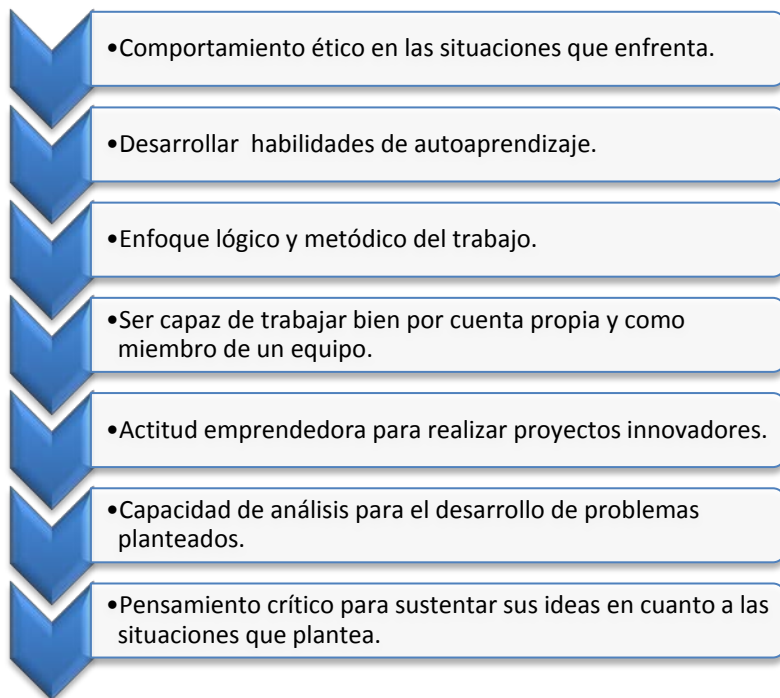 •Comportamiento ético en las situaciones que enfrenta.
•Desarrollar habilidades de autoaprendizaje.
•Enfoque lógico y metódico del trabajo.
•Ser capaz de trabajar bien por cuenta propia y como
miembro de un equipo.
•Actitud emprendedora para realizar proyectos innovadores.
•Capacidad de análisis para el desarrollo de problemas
planteados.
•Pensamiento crítico para sustentar sus ideas en cuanto a las
situaciones que plantea.